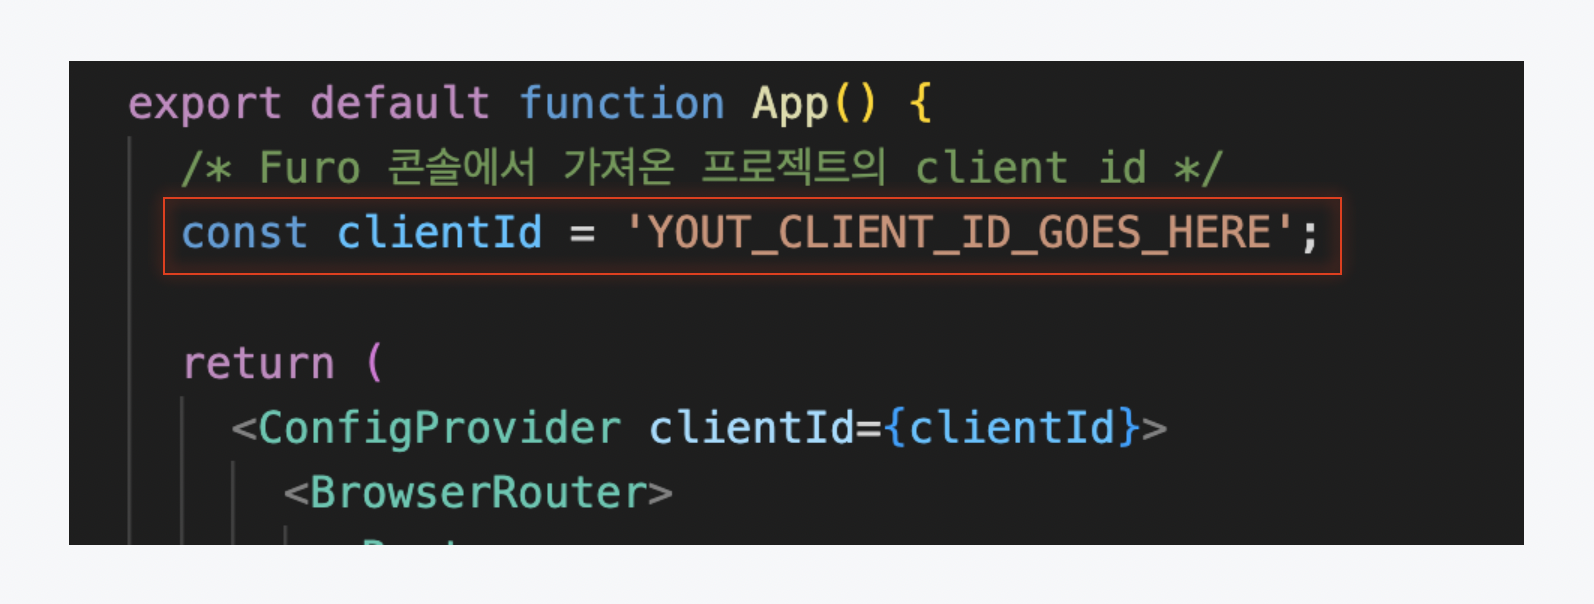 export default function App() {
/* Furo 콘솔에서 가져온 프로젝트의 client id */
const clientId = 'YOUT_CLIENT_ID_GOES_HERE';
return (
<ConfigProvider clientId={clientId}>
<BrowserRouter>